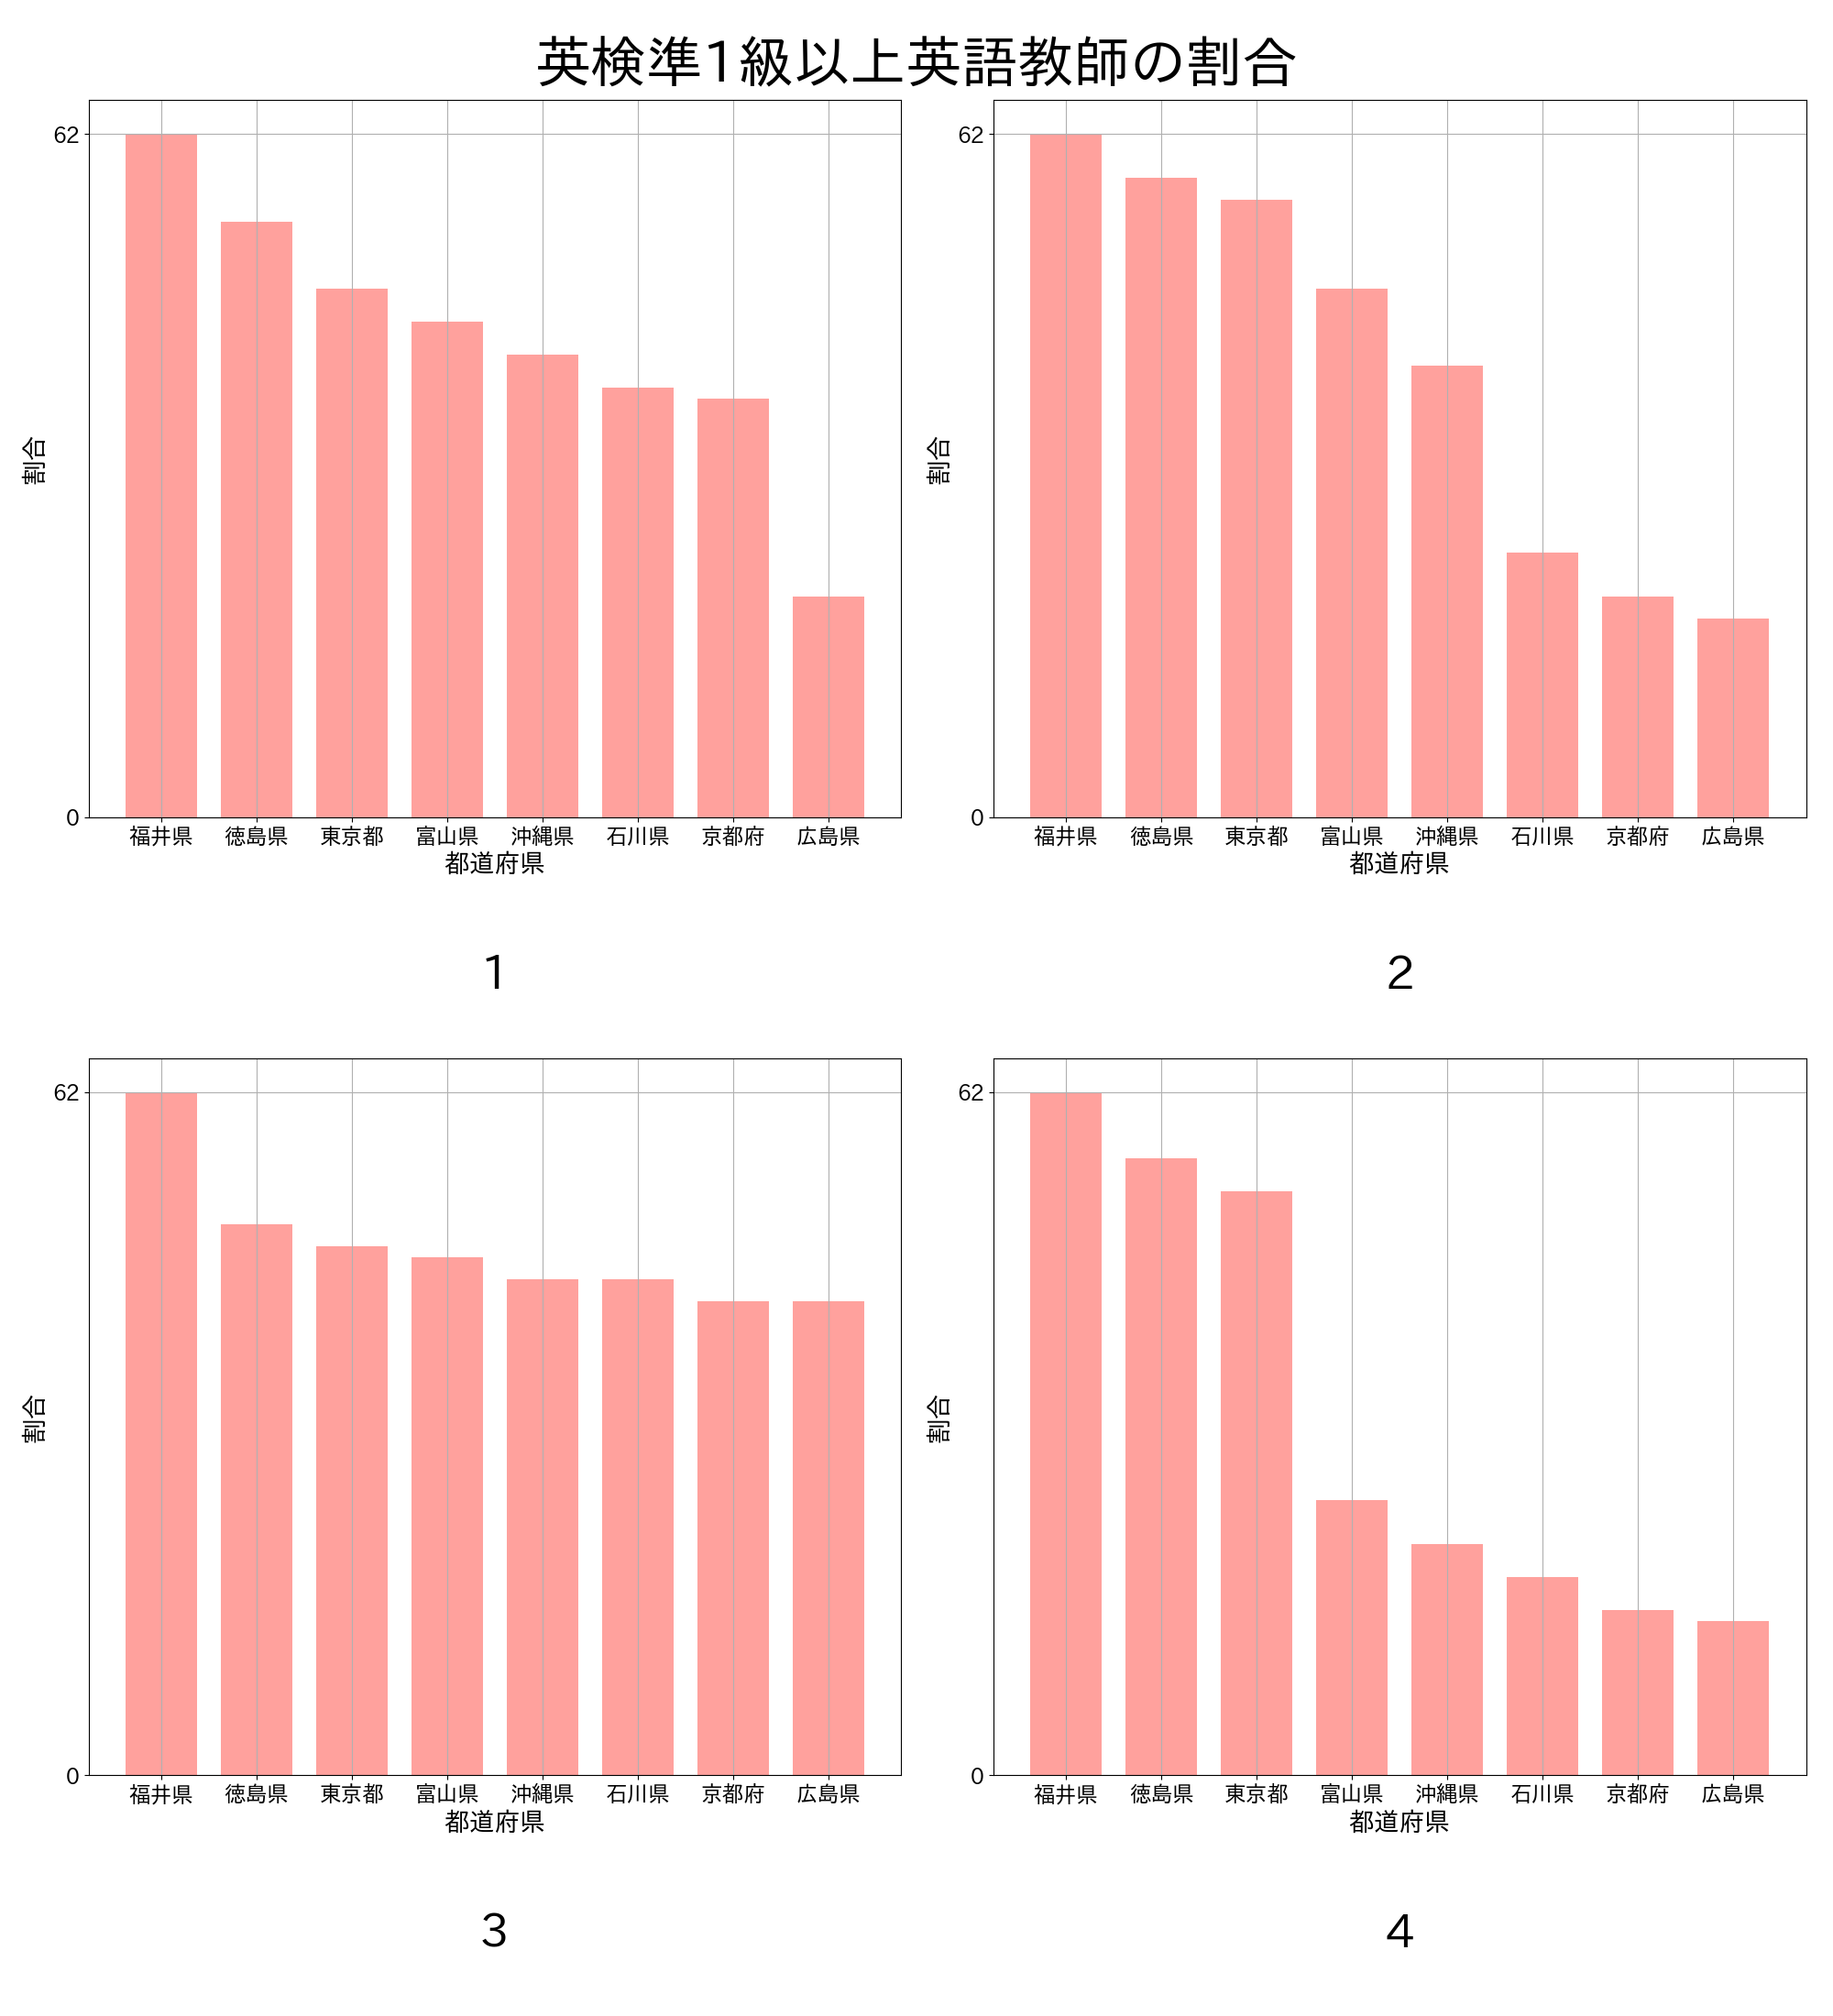 英検準1級以上英語教師の割合
62
0
割合
福井県 徳島県 東京都 富山県 沖縄県 石川県 京都府 広島県
都道府県
1
62
0
割合
福井県 徳島県 東京都 富山県 沖縄県 石川県 京都府 広島県
都道府県
2
62
0
割合
福井県 徳島県 東京都 富山県 沖縄県 石川県 京都府 広島県
都道府県
3
62
0
割合
福井県 徳島県 東京都 富山県 沖縄県 石川県 京都府 広島県
都道府県
4